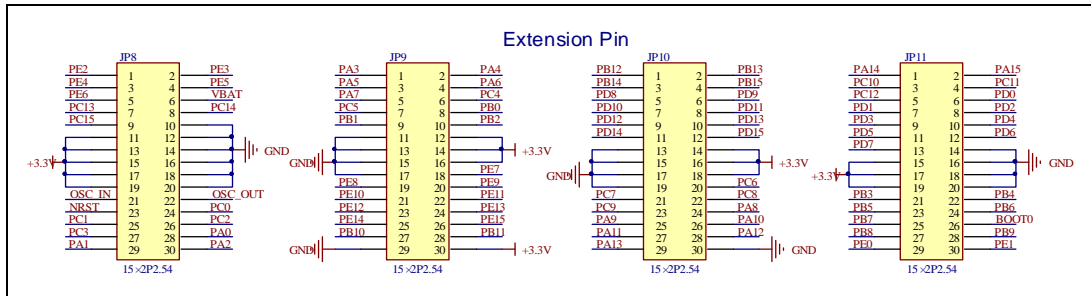 Extension Pin
JP8
PE2 1 2 PE3
PE4 3 4 PE5
PE6 5 6 VBAT
PC13 7 8 PC14
PC15 9 10
11 12
13 14 GND
+3.3V 15 16
17 18
19 20
OSC_IN 21 22 OSC_OUT
NRST 23 24 PC0
PC1 25 26 PC2
PC3 27 28 PA0
PA1 29 30 PA2
15×2P2.54
JP9
PA3 1 2 PA4
PA5 3 4 PA6
PA7 5 6 PC4
PC5 7 8 PB0
PB1 9 10 PB2
11 12
13 14 +3.3V
GND 15 16
17 18 PE7
PE8 19 20 PE9
PE10 21 22 PE11
PE12 23 24 PE13
PE14 25 26 PE15
PB10 27 28 PB11
GND 29 30 +3.3V
15×2P2.54
JP10
PB12 1 2 PB13
PB14 3 4 PB15
PD8 5 6 PD9
PD10 7 8 PD11
PD12 9 10 PD13
PD14 11 12 PD15
13 14
15 16 +3.3V
GND 17 18
19 20 PC6
PC7 21 22 PC8
PC9 23 24 PA8
PA9 25 26 PA10
PA11 27 28 PA12
PA13 29 30 GND
15×2P2.54
JP11
PA14 1 2 PA15
PC10 3 4 PC11
PC12 5 6 PD0
PD1 7 8 PD2
PD3 9 10 PD4
PD5 11 12 PD6
PD7 13 14
15 16 GND
+3.3V 17 18
19 20
PB3 21 22 PB4
PB5 23 24 PB6
PB7 25 26 BOOT0
PB8 27 28 PB9
PE0 29 30 PE1
15×2P2.54